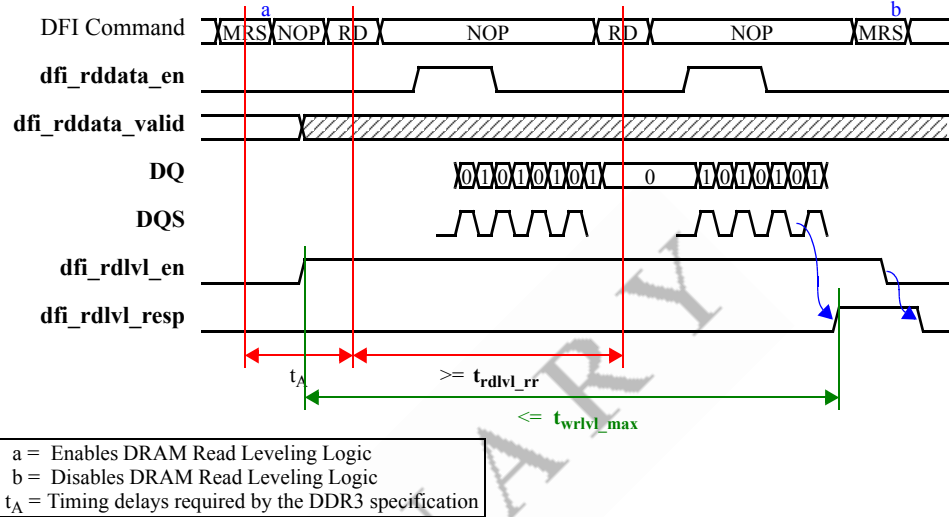 a b
DFI Command MRS NOP RD NOP RD NOP MRS
dfi_rddata_en
dfi_rddata_valid
DQ 0 1 0 1 0 1 0 1 0 1 0 1 0 1 0 1
DQS
dfi_rdlvl_en
dfi_rdlvl_resp
tA >= trdlvl_rr
<= twrlvl_max
a = Enables DRAM Read Leveling Logic
b = Disables DRAM Read Leveling Logic
tA = Timing delays required by the DDR3 specification
ARY